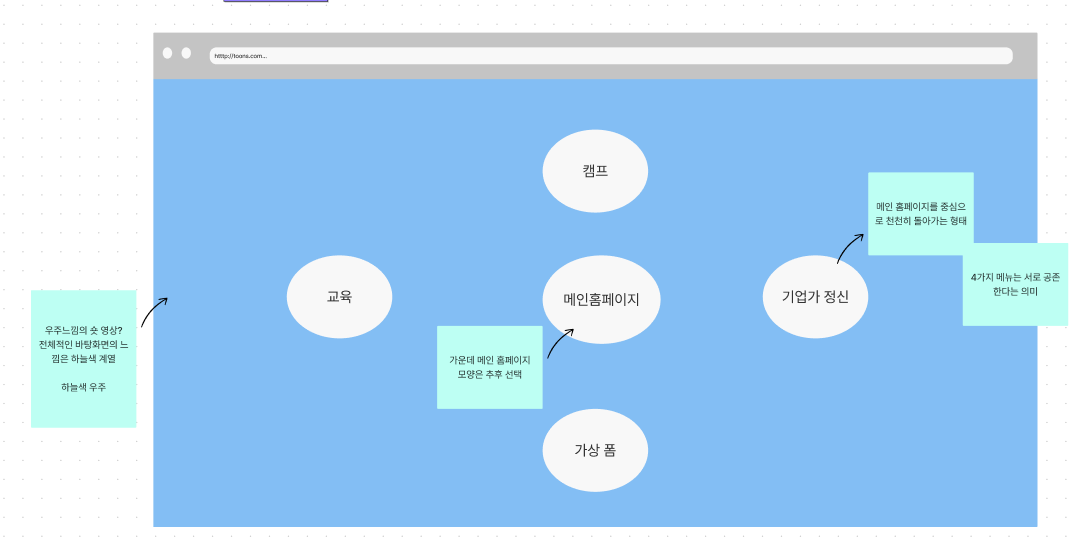 htttp://toons.com...
캠프
메인 홈페이지를 중심으
로 천천히 돌아가는 형태
4가지 메뉴는 서로 공존
한다는 의미
교육
메인홈페이지
기업가 정신
우주느낌의 숏 영상?
전체적인 바탕화면의 느
낌은 하늘색 계열
하늘색 우주
가운데 메인 홈페이지
모양은 추후 선택
가상 폼